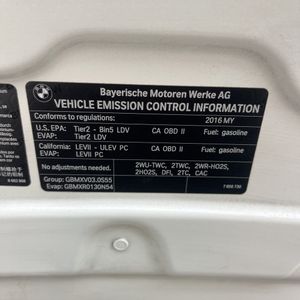 Bayerische Motoren Werke AG
VEHICLE EMISSION CONTROL INFORMATION
Conforms to regulations: 2016 MY
U.S. EPA: Tier2 - Bin5 LDV CA OBD II Fuel: gasoline
Evap: Tier2 LDV
California: LEVII - ULEV PC CA OBD II Fuel: gasoline
Evap: LEVII PC
No adjustments needed. 2WU-TWC, 2TWC, 2WR-HO2S,
2HO2S, DFI, 2TC, CAC
Group: GBMXV03.0S55
Evap: GBMXR0130N54